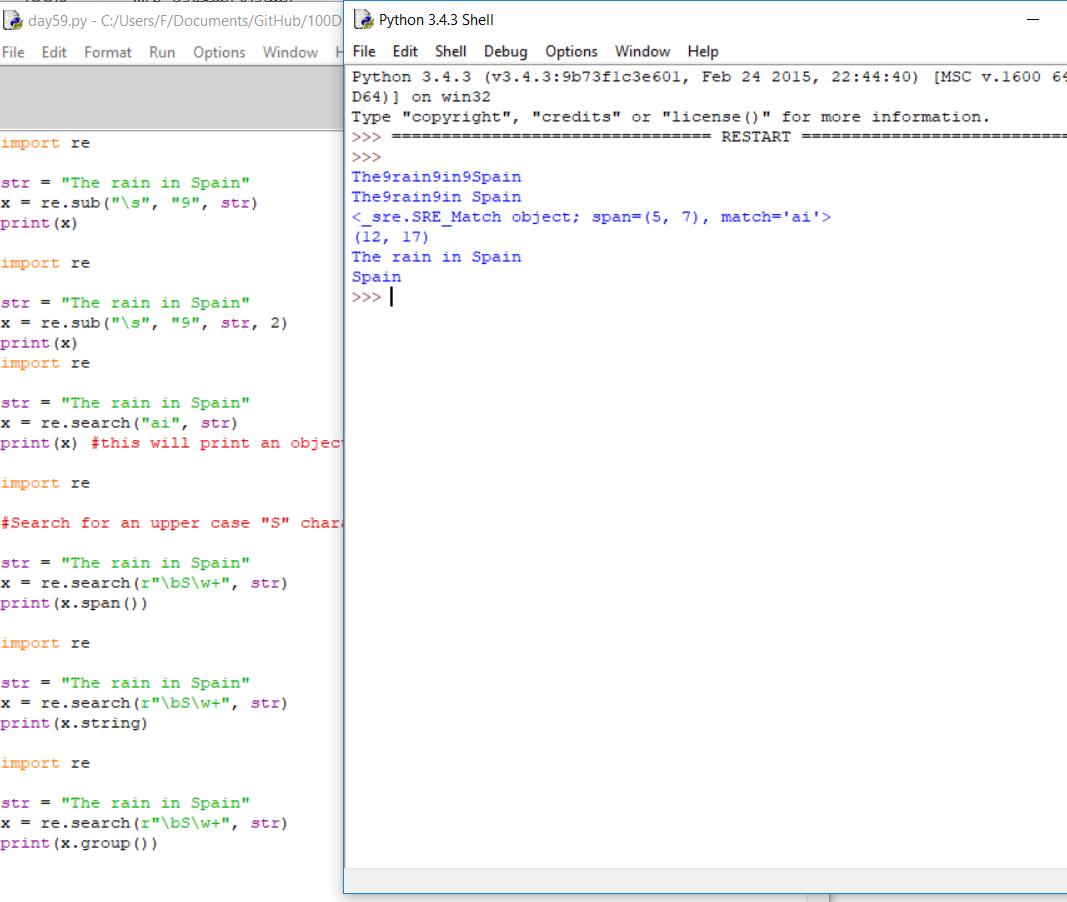 day59.py - C:/Users/F/Documents/GitHub/100D
File Edit Format Run Options Window H
import re
str = "The rain in Spain"
x = re.sub("\s", "9", str)
print(x)
import re
str = "The rain in Spain"
x = re.sub("\s", "9", str, 2)
print(x)
import re
str = "The rain in Spain"
x = re.search("ai", str)
print(x) #this will print an objec
import re
#Search for an upper case "S" chara
str = "The rain in Spain"
x = re.search(r"\bS\w+", str)
print(x.span())
import re
str = "The rain in Spain"
x = re.search(r"\bS\w+", str)
print(x.string)
import re
str = "The rain in Spain"
x = re.search(r"\bS\w+", str)
print(x.group())
Python 3.4.3 Shell
File Edit Shell Debug Options Window Help
Python 3.4.3 (v3.4.3:9b73f1c3e601, Feb 24 2015, 22:44:40) [MSC v.1600 64
D64)] on win32
Type "copyright", "credits" or "license()" for more information.
>>> ================================ RESTART ===========================
>>>
The9rain9in9Spain
The9rain9in Spain
<_sre.SRE_Match object; span=(5, 7), match='ai'>
(12, 17)
The rain in Spain
Spain
>>>